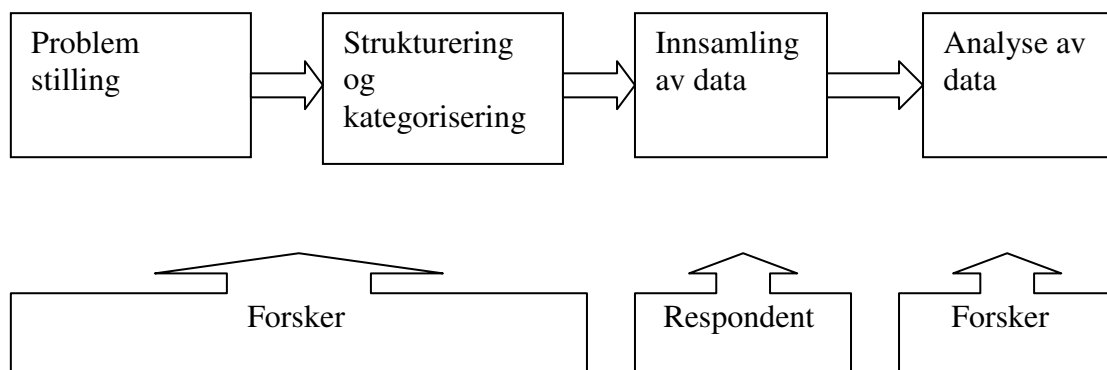 Problem
stilling
Strukturering
og
kategorisering
Innsamling
av data
Analyse av
data
Forsker
Respondent
Forsker